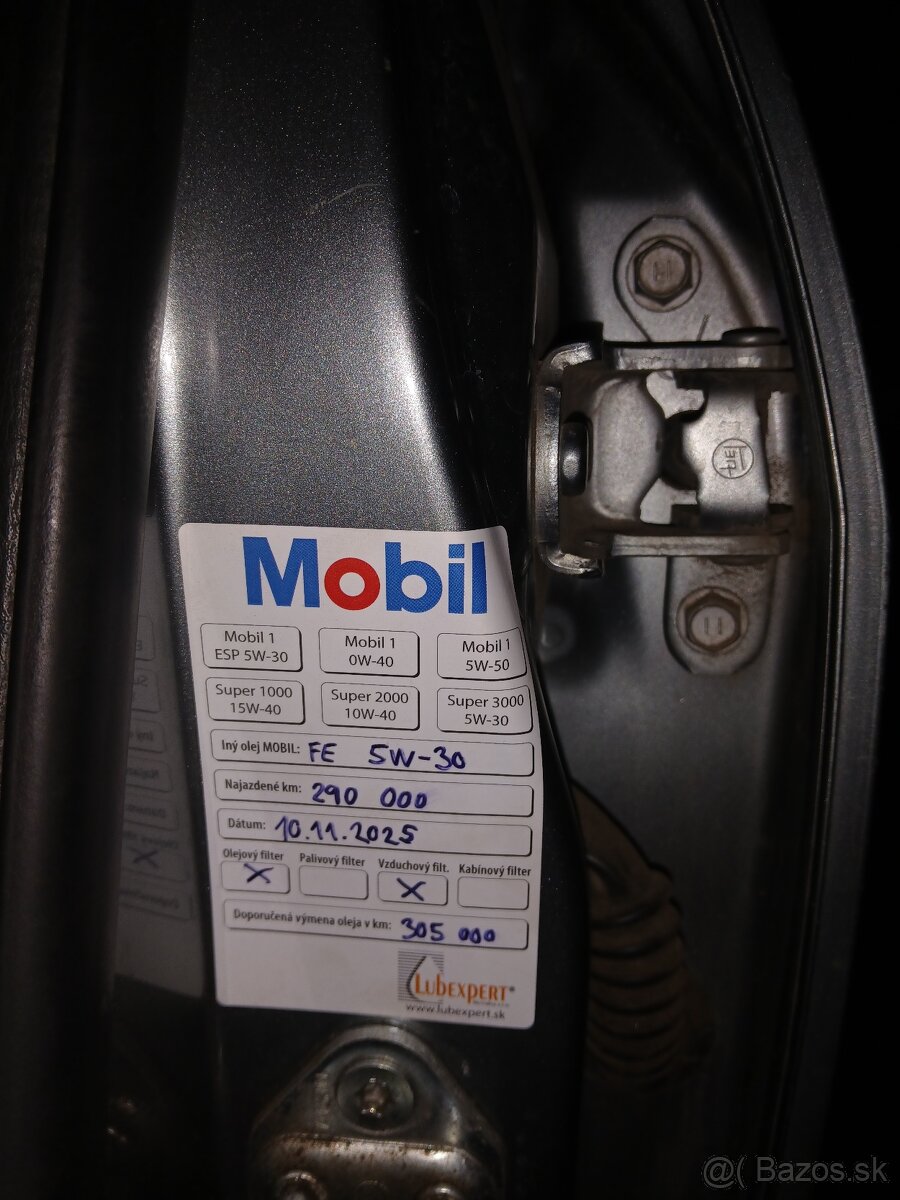 Mobil
Mobil 1 ESP 5W-30
Mobil 1 0W-40
Mobil 1 5W-50
Super 1000 15W-40
Super 2000 10W-40
Super 3000 5W-30
Iný olej MOBIL: FE 5W-30
Najazdené km: 290 000
Dátum: 10.11.2025
Olejový filter Palivový filter Vzduchový filt. Kabínový filter
X X
Doporučená výmena oleja v km: 305 000
LUBEXPERT®
www.lubexpert.sk
@( Bazos.sk